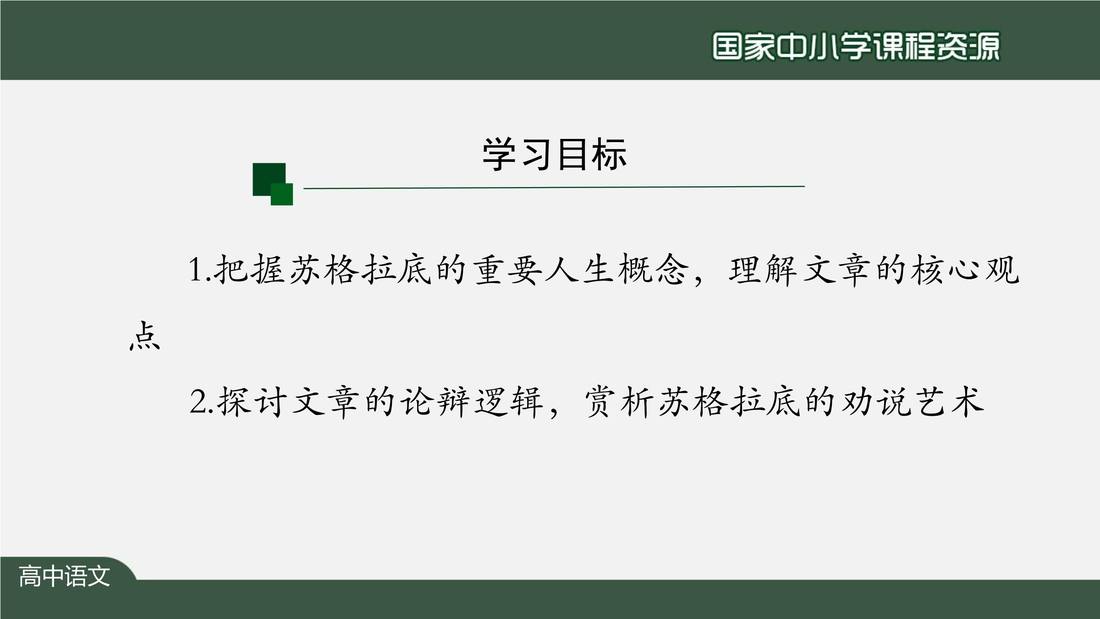 国家中小学课程资源
学习目标
1.把握苏格拉底的重要人生概念，理解文章的核心观
点
2.探讨文章的论辩逻辑，赏析苏格拉底的劝说艺术
高中语文